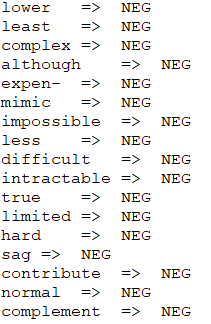 lower => NEG
least => NEG
complex => NEG
although => NEG
expen- => NEG
mimic => NEG
impossible => NEG
less => NEG
difficult => NEG
intractable => NEG
true => NEG
limited => NEG
hard => NEG
sag => NEG
contribute => NEG
normal => NEG
complement => NEG